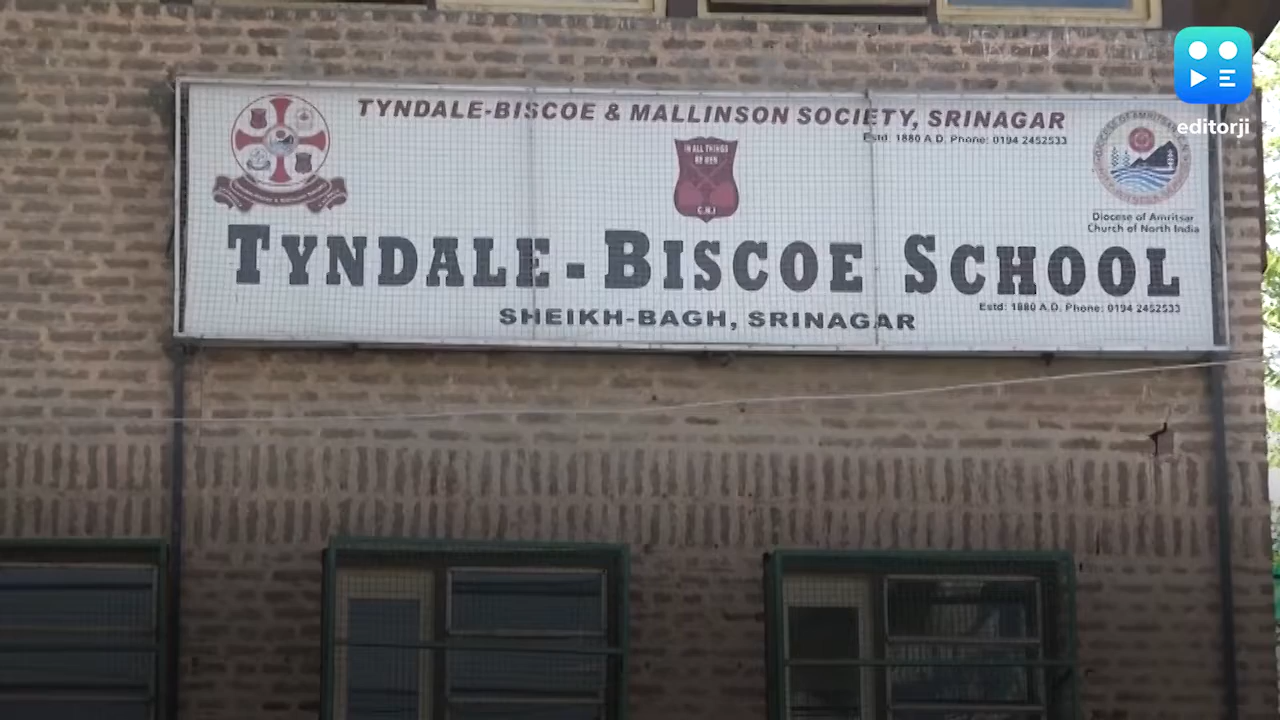 TYNDALE-BISCOE & MALLINSON SOCIETY, SRINAGAR
Estd: 1880 A.D. Phone: 0194 2452533
IN ALL THINGS
BE MEN
C.N.I
Diocese of Amritsar
Church of North India
TYNDALE-BISCOE SCHOOL
Estd: 1880 A.D. Phone: 0194 2452533
SHEIKH-BAGH, SRINAGAR
editorji